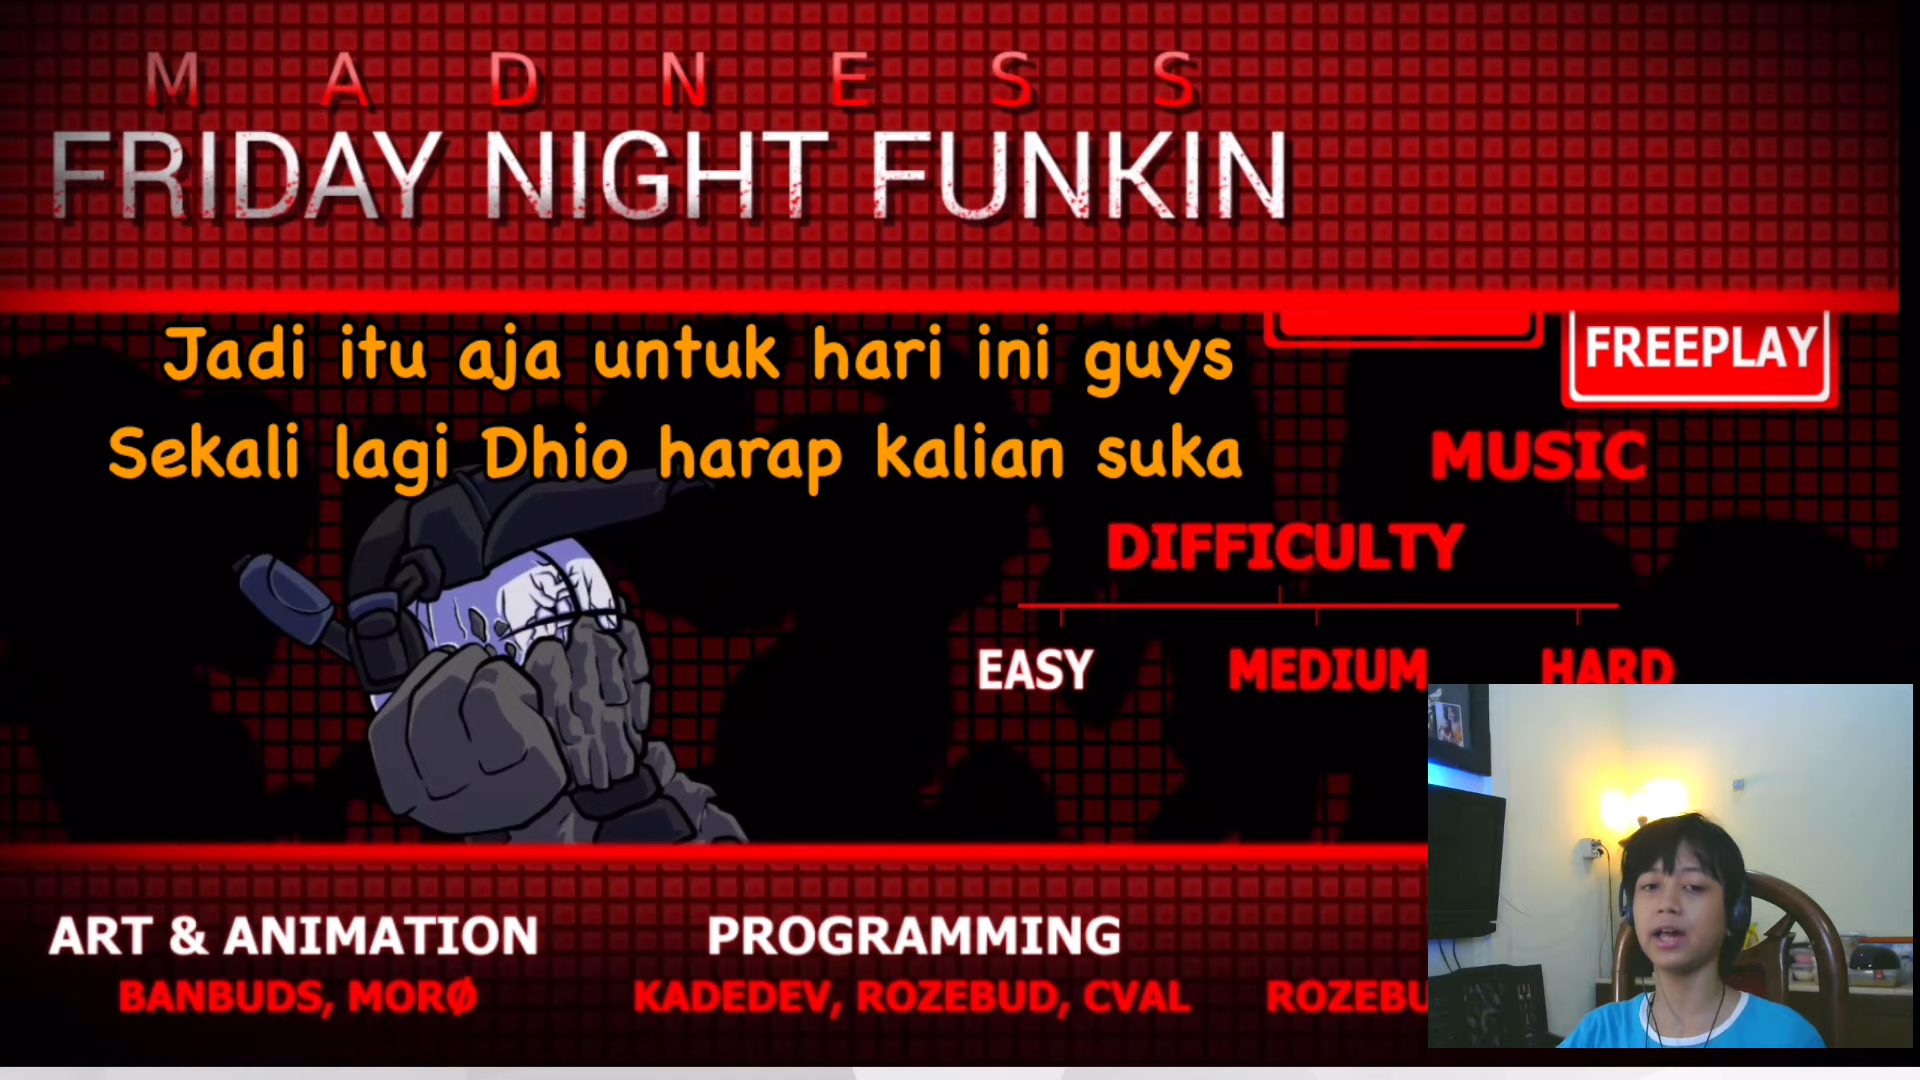 MADNESS
FRIDAY NIGHT FUNKIN
Jadi itu aja untuk hari ini guys
Sekali lagi Dhio harap kalian suka
FREEPLAY
MUSIC
DIFFICULTY
EASY MEDIUM HARD
ART & ANIMATION PROGRAMMING
BANBUDS, MORØ KADEDEV, ROZEBUD, CVAL